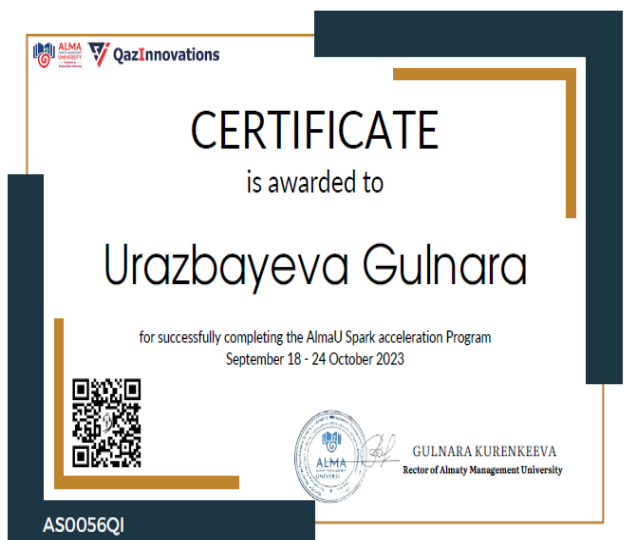 ALMA
UNIVERSITY
QazInnovations
CERTIFICATE
is awarded to
Urazbayeva Gulnara
for successfully completing the AlmaU Spark acceleration Program
September 18 - 24 October 2023
ALMA
GULNARA KURENKEEVA
Rector of Almaty Management University
AS0056QI